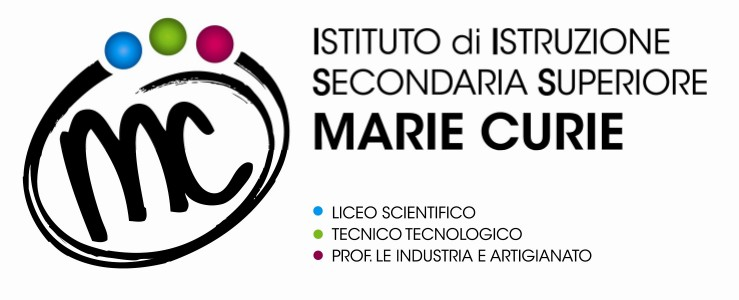 mc
ISTITUTO di ISTRUZIONE
SECONDARIA SUPERIORE
MARIE CURIE
LICEO SCIENTIFICO
TECNICO TECNOLOGICO
PROF. LE INDUSTRIA E ARTIGIANATO